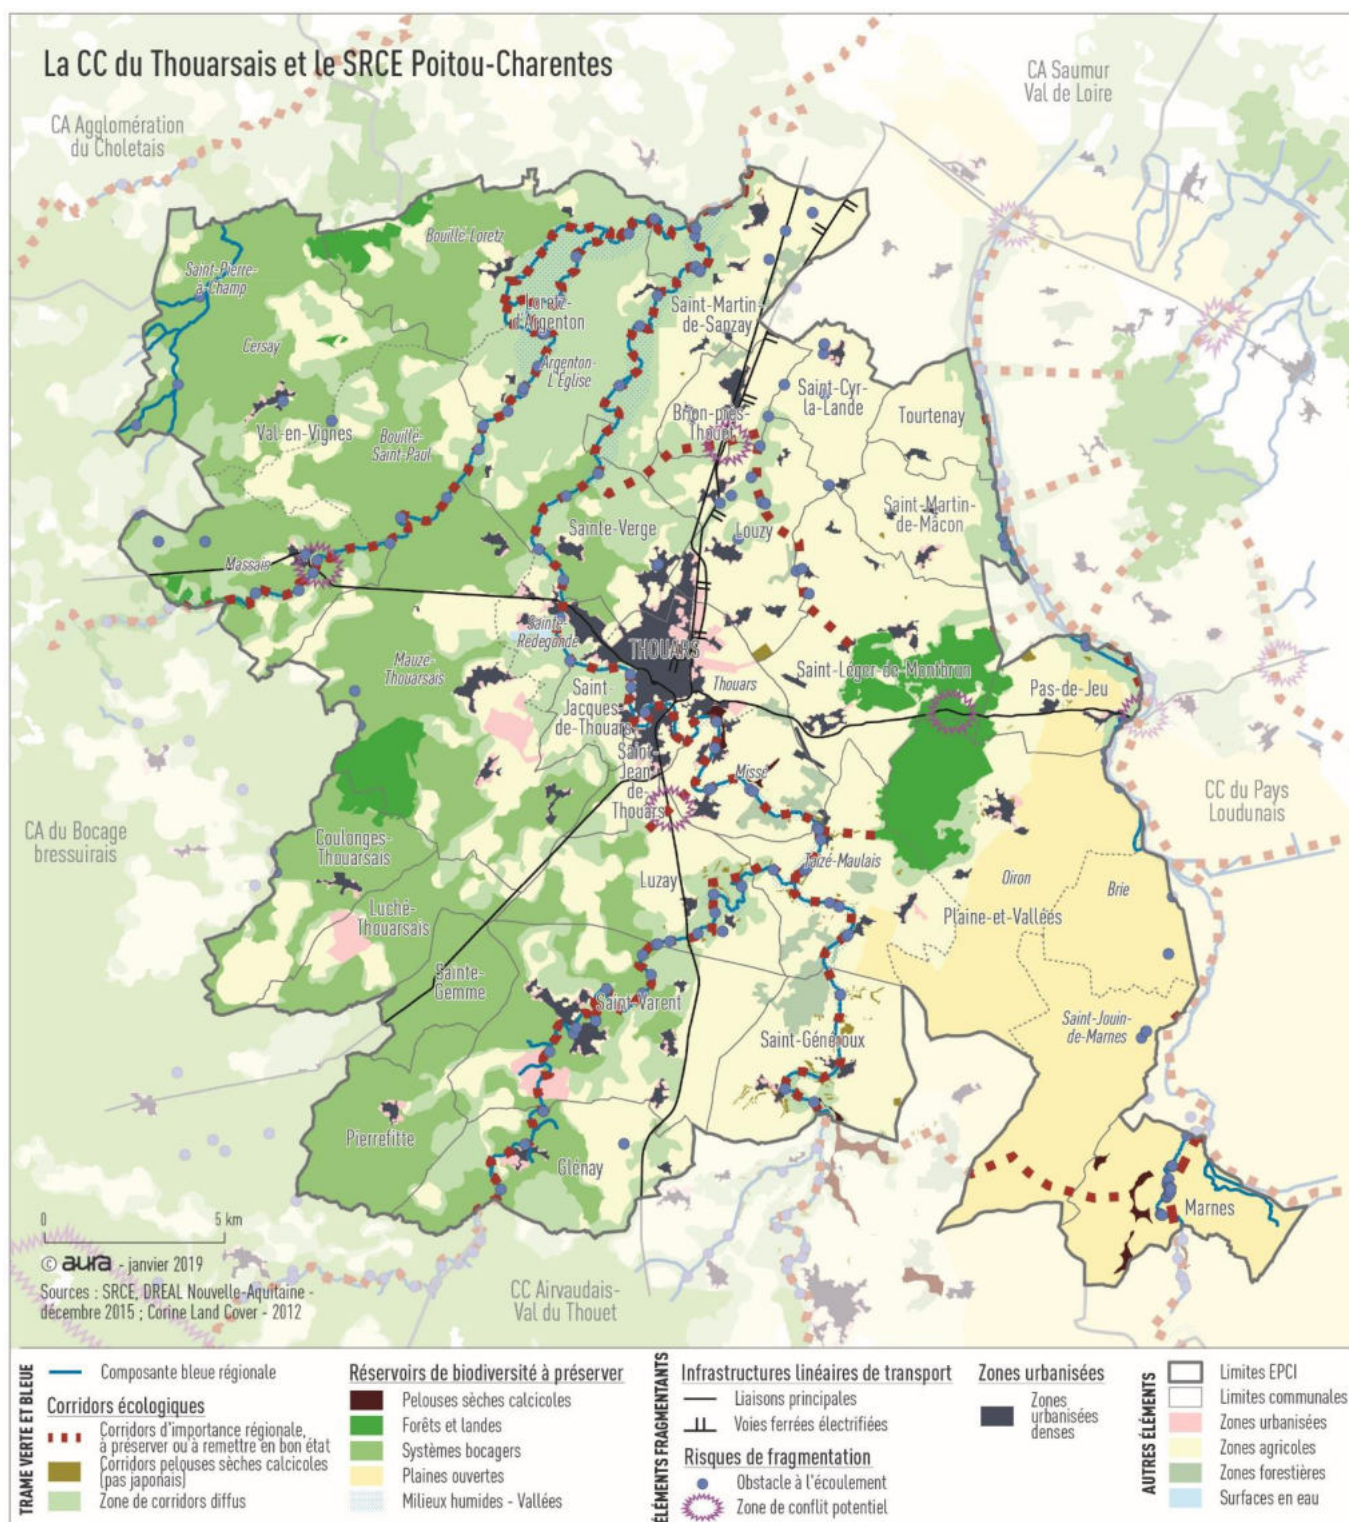 La CC du Thouarsais et le SRCE Poitou-Charentes
CA Saumur
Val de Loire
CA Agglomération
du Choletais
Bouillé-Loretz
Saint-Pierre-
à-Champ
Loretz-
d'Argenton
Saint-Martin-
de-Sanzay
Cersay
Argenton-
L'Église
Saint-Cyr-
la-Lande
Tourtenay
Brion-près-
Thouet
Val-en-Vignes
Bouillé-
Saint-Paul
Saint-Martin-
de-Mâcon
Sainte-Verge
Louzy
Massais
Sainte-
Radegonde
THOUARS
Mauzé-
Thouarsais
Saint-Léger-de-Montbrun
Thouars
Pas-de-Jeu
Saint-
Jacques-
de-Thouars
Saint-
Jean-
de-
Thouars
Missé
CC du Pays
Loudunais
CA du Bocage
bressuirais
Coulonges-
Thouarsais
Taizé-Maulais
Luzay
Oiron
Brie
Luché-
Thouarsais
Plaine-et-Vallées
Sainte-
Gemme
Saint-Varent
Saint-Jouin-
de-Marnes
Saint-Généroux
Pierrefitte
Glénay
Marnes
0 5 km
© aura - janvier 2019
Sources : SRCE, DREAL Nouvelle-Aquitaine -
décembre 2015 ; Corine Land Cover - 2012
CC Airvaudais-
Val du Thouet
TRAME VERTE ET BLEUE
Composante bleue régionale
Corridors écologiques
Corridors d'importance régionale,
à préserver ou à remettre en bon état
Corridors pelouses sèches calcicoles
(pas japonais)
Zone de corridors diffus
Réservoirs de biodiversité à préserver
Pelouses sèches calcicoles
Forêts et landes
Systèmes bocagers
Plaines ouvertes
Milieux humides - Vallées
ÉLÉMENTS FRAGMENTANTS
Infrastructures linéaires de transport
Liaisons principales
Voies ferrées électrifiées
Risques de fragmentation
Obstacle à l'écoulement
Zone de conflit potentiel
Zones urbanisées
Zones
urbanisées
denses
AUTRES ÉLÉMENTS
Limites EPCI
Limites communales
Zones urbanisées
Zones agricoles
Zones forestières
Surfaces en eau